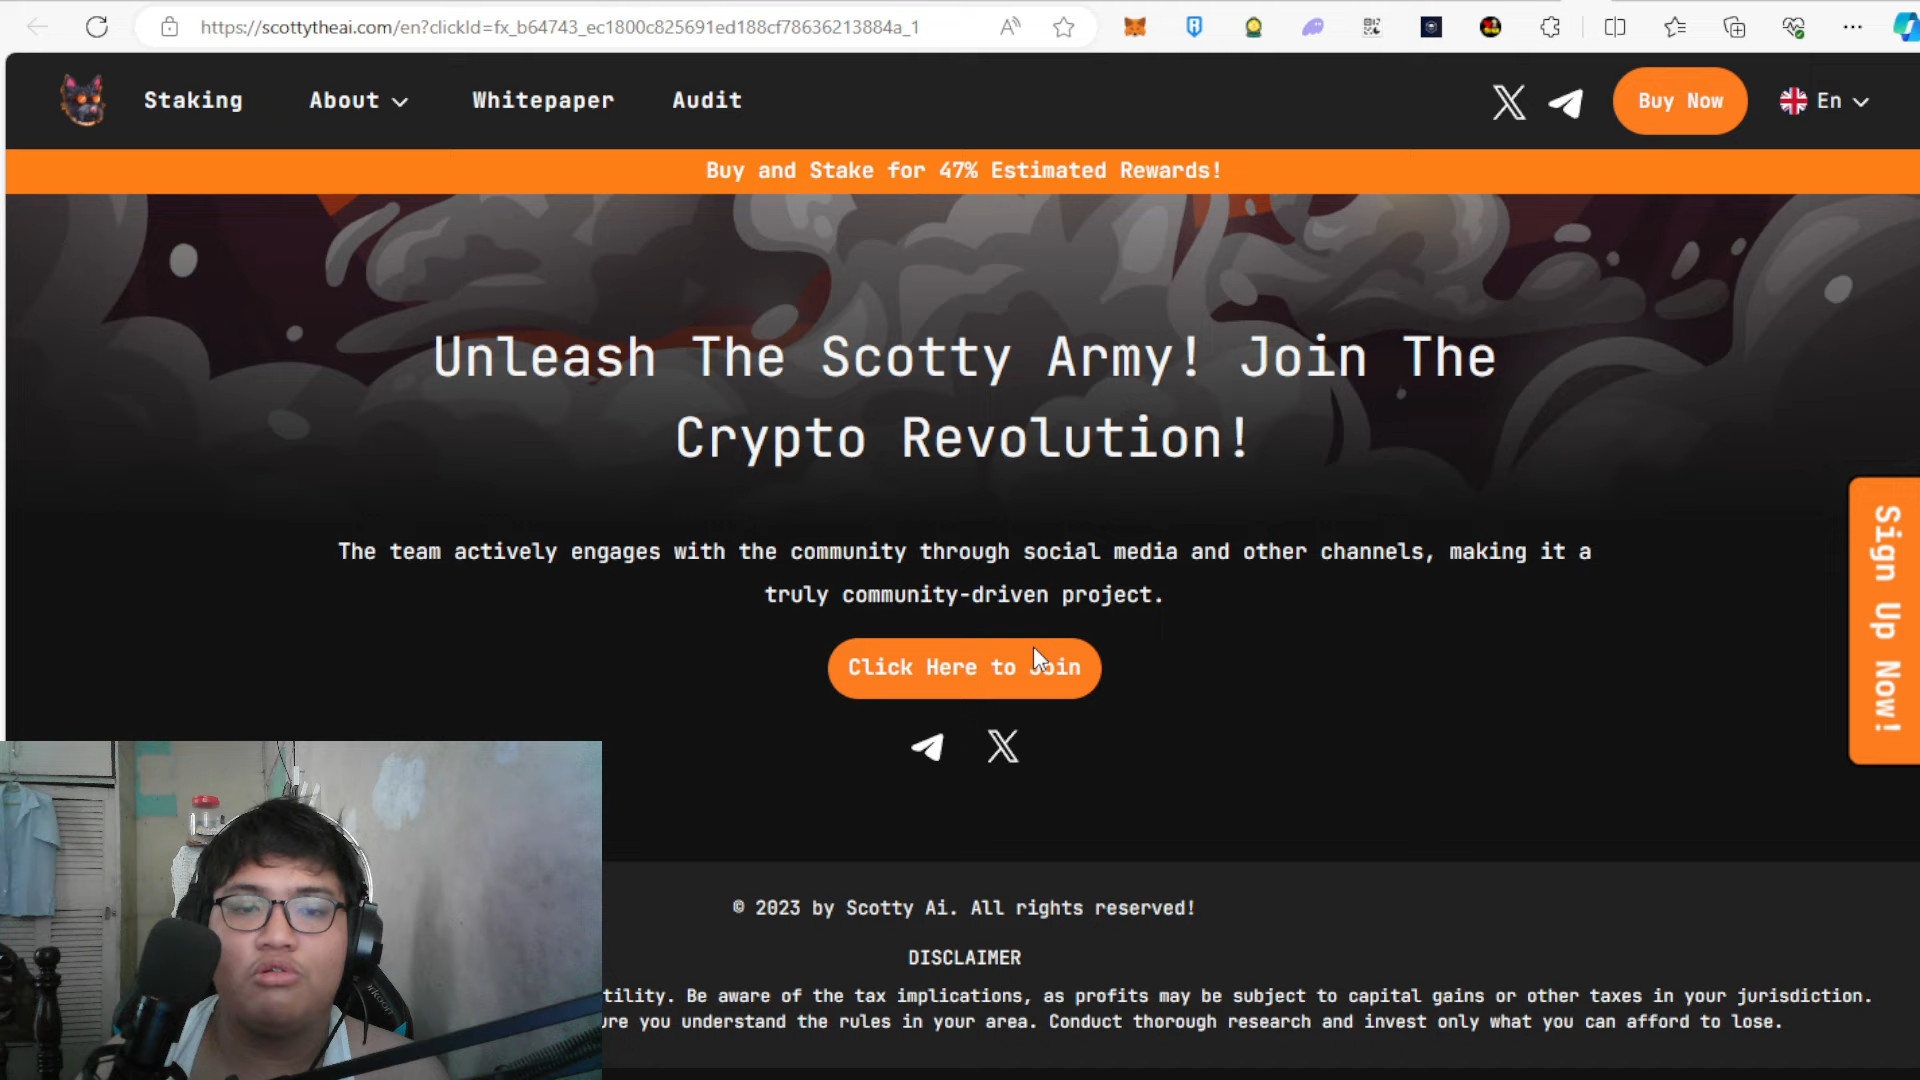 https://scottytheai.com/en?clickId=fx_b64743_ec1800c825691ed188cf78636213884a_1
Staking
About
Whitepaper
Audit
Buy Now
En
Buy and Stake for 47% Estimated Rewards!
Unleash The Scotty Army! Join The
Crypto Revolution!
The team actively engages with the community through social media and other channels, making it a
truly community-driven project.
Click Here to Join
Sign Up Now!
© 2023 by Scotty Ai. All rights reserved!
DISCLAIMER
tility. Be aware of the tax implications, as profits may be subject to capital gains or other taxes in your jurisdiction.
ure you understand the rules in your area. Conduct thorough research and invest only what you can afford to lose.